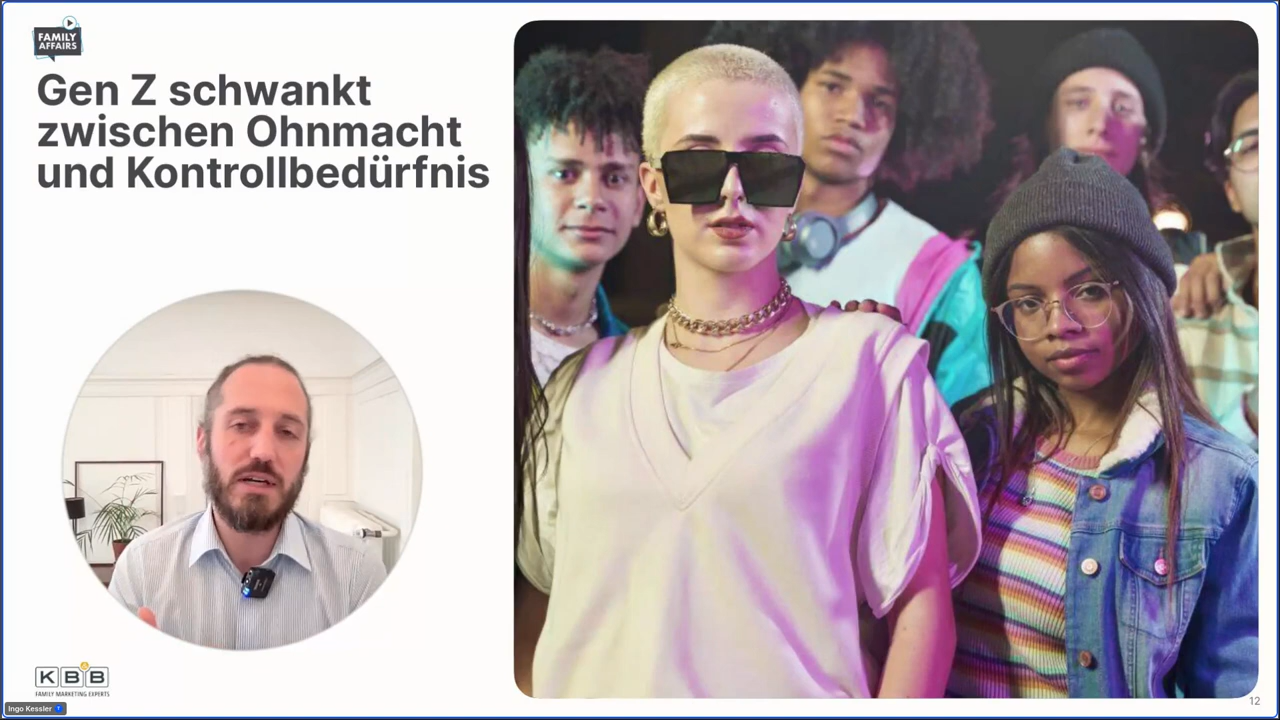 FAMILY
AFFAIRS
Gen Z schwankt
zwischen Ohnmacht
und Kontrollbedürfnis
KBB
FAMILY MARKETING EXPERTS
Ingo Kessler
12